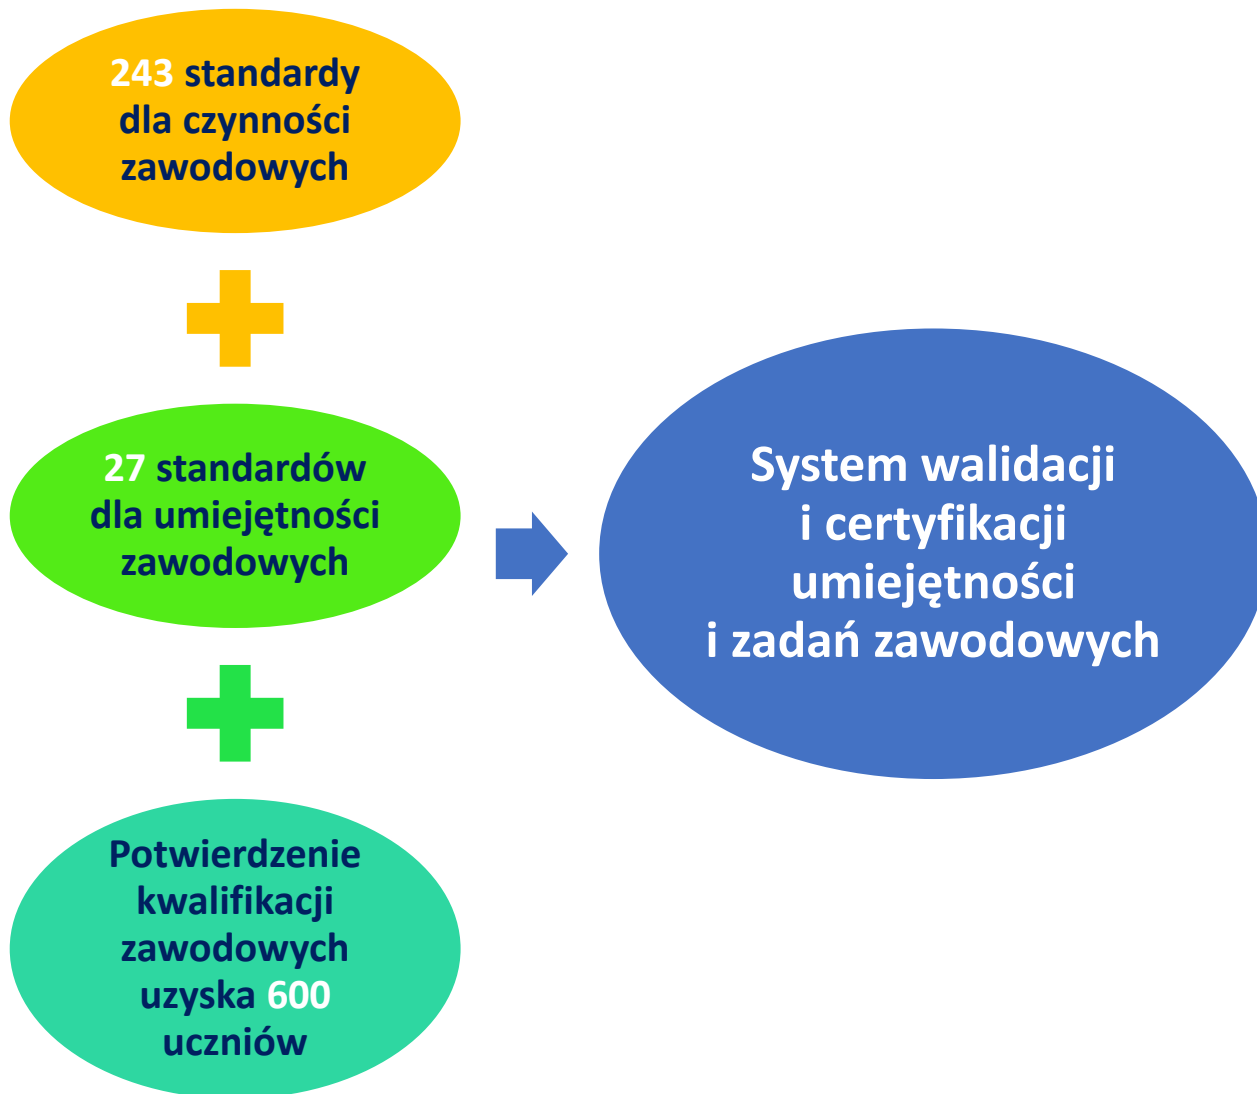 243 standardy
dla czynności
zawodowych
27 standardów
dla umiejętności
zawodowych
Potwierdzenie
kwalifikacji
zawodowych
uzyska 600
uczniów
System walidacji
i certyfikacji
umiejętności
i zadań zawodowych